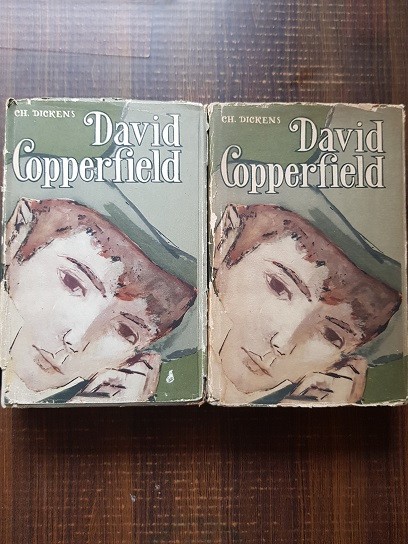 CH. DICKENS
David
Copperfield
CH. DICKENS
David
Copperfield